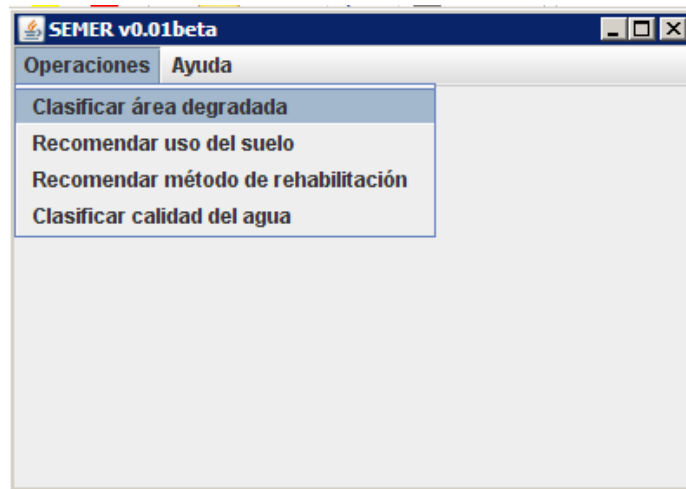 SEMER v0.01beta
Operaciones Ayuda
Clasificar área degradada
Recomendar uso del suelo
Recomendar método de rehabilitación
Clasificar calidad del agua